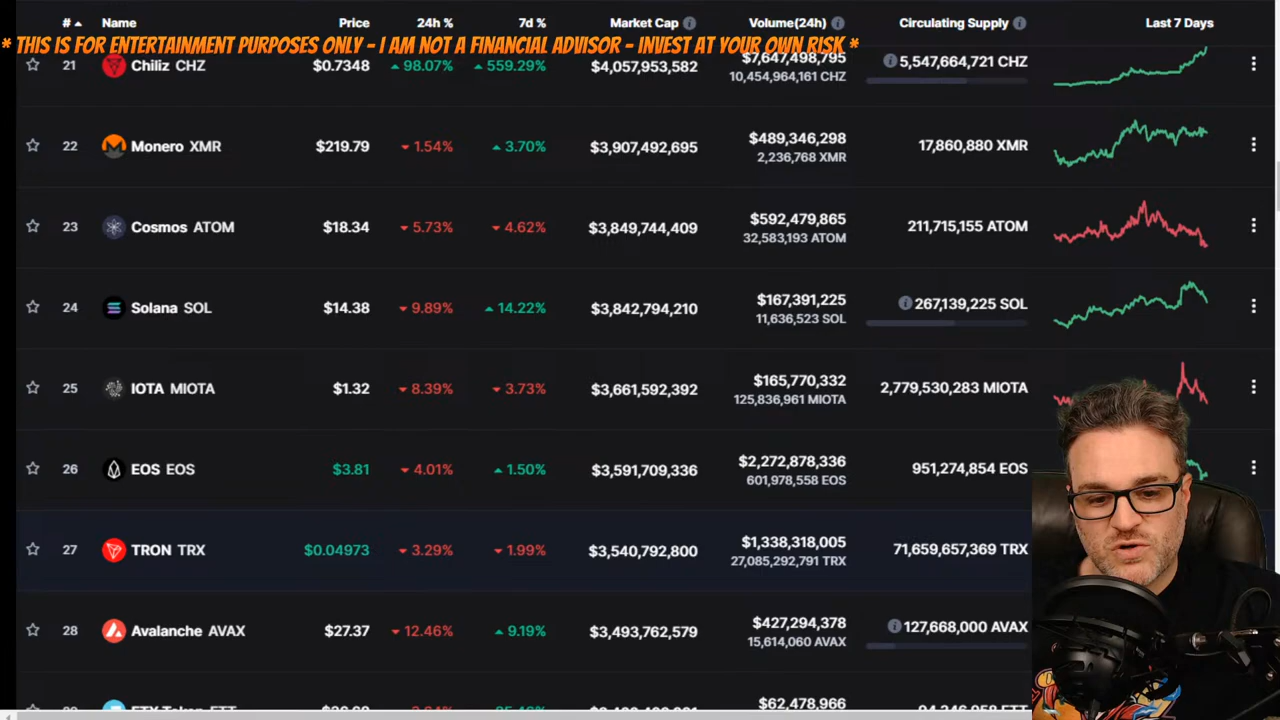 # Name Price 24h % 7d % Market Cap Volume(24h) Circulating Supply Last 7 Days
* THIS IS FOR ENTERTAINMENT PURPOSES ONLY - I AM NOT A FINANCIAL ADVISOR - INVEST AT YOUR OWN RISK *
21 Chiliz CHZ $0.7348 98.07% 559.29% $4,057,953,582 $7,647,498,795 5,547,664,721 CHZ
10,454,964,161 CHZ
22 Monero XMR $219.79 1.54% 3.70% $3,907,492,695 $489,346,298 17,860,880 XMR
2,236,768 XMR
23 Cosmos ATOM $18.34 5.73% 4.62% $3,849,744,409 $592,479,865 211,715,155 ATOM
32,583,193 ATOM
24 Solana SOL $14.38 9.89% 14.22% $3,842,794,210 $167,391,225 267,139,225 SOL
11,636,523 SOL
25 IOTA MIOTA $1.32 8.39% 3.73% $3,661,592,392 $165,770,332 2,779,530,283 MIOTA
125,836,961 MIOTA
26 EOS EOS $3.81 4.01% 1.50% $3,591,709,336 $2,272,878,336 951,274,854 EOS
601,978,558 EOS
27 TRON TRX $0.04973 3.29% 1.99% $3,540,792,800 $1,338,318,005 71,659,657,369 TRX
27,085,292,791 TRX
28 Avalanche AVAX $27.37 12.46% 9.19% $3,493,762,579 $427,294,378 127,668,000 AVAX
15,614,060 AVAX
$62,478,966